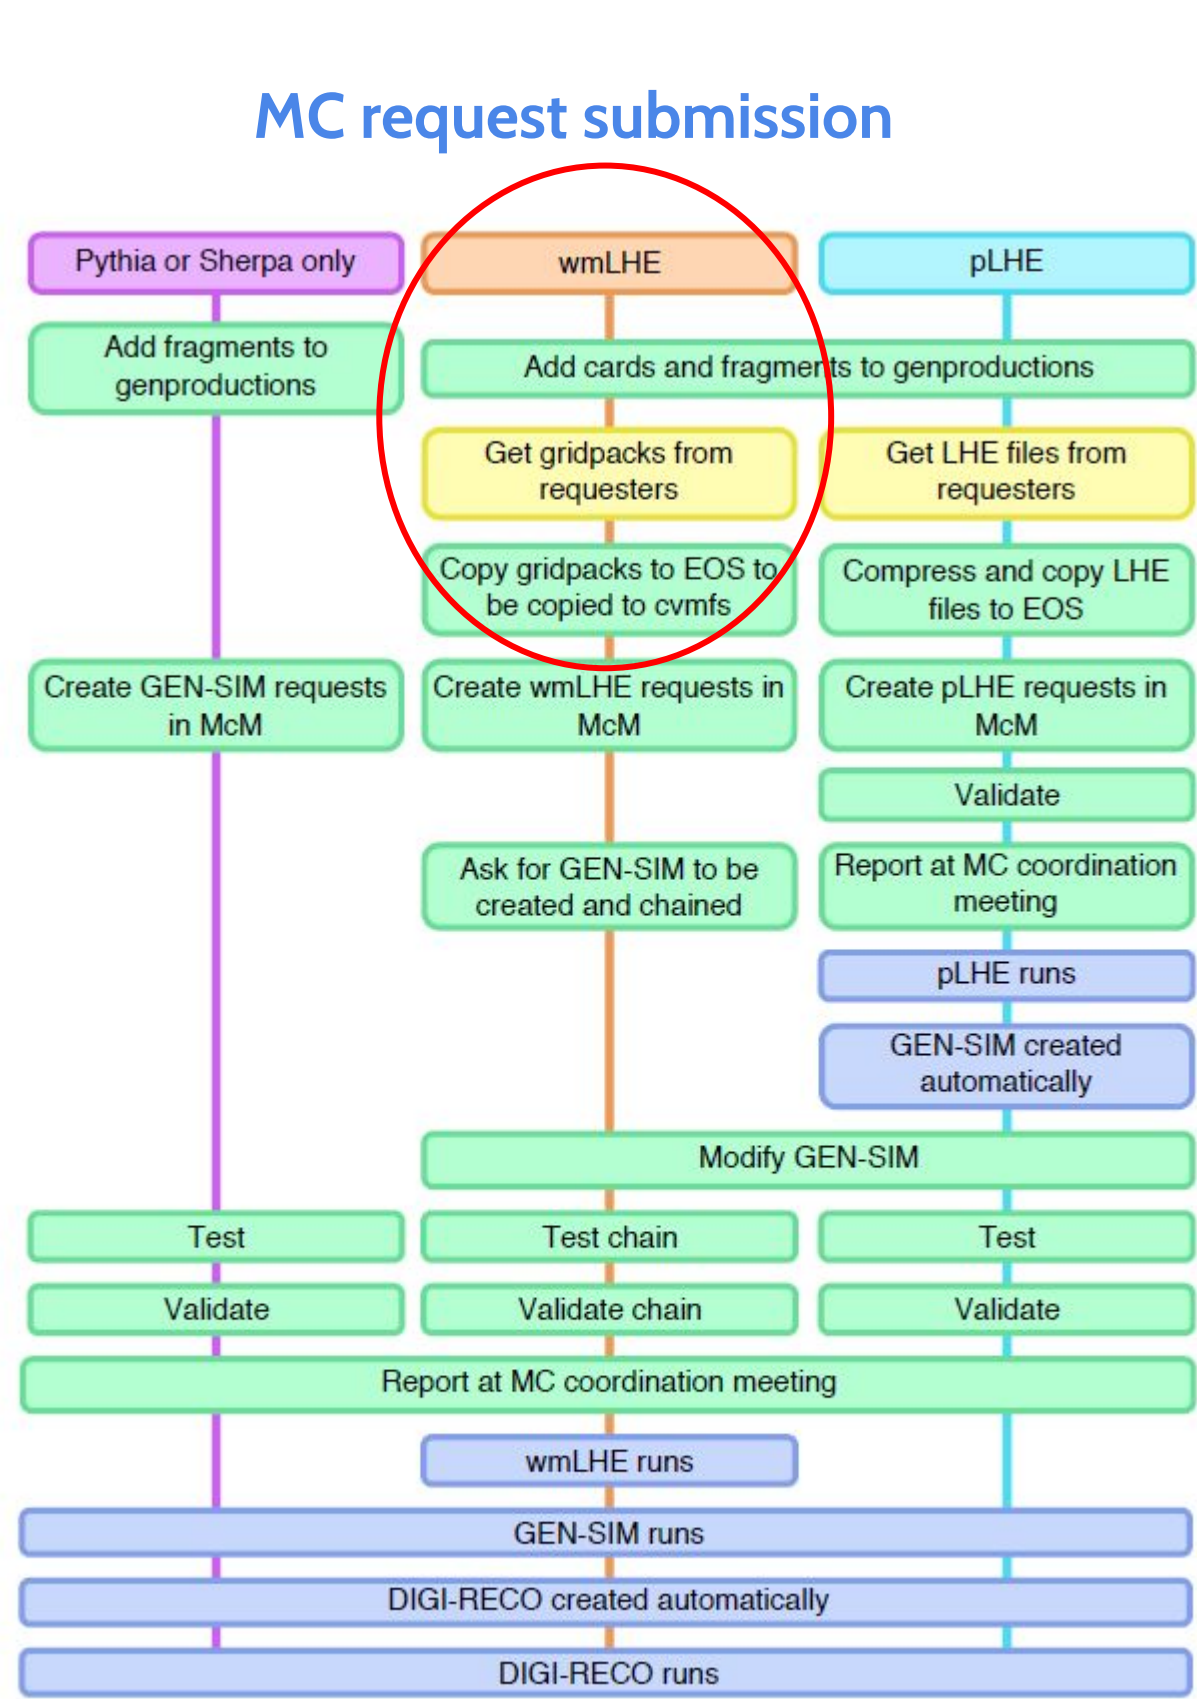 MC request submission
Pythia or Sherpa only
wmLHE
pLHE
Add fragments to
genproductions
Add cards and fragments to genproductions
Get gridpacks from
requesters
Get LHE files from
requesters
Copy gridpacks to EOS to
be copied to cvmfs
Compress and copy LHE
files to EOS
Create GEN-SIM requests
in McM
Create wmLHE requests in
McM
Create pLHE requests in
McM
Validate
Ask for GEN-SIM to be
created and chained
Report at MC coordination
meeting
pLHE runs
GEN-SIM created
automatically
Modify GEN-SIM
Test
Test chain
Test
Validate
Validate chain
Validate
Report at MC coordination meeting
wmLHE runs
GEN-SIM runs
DIGI-RECO created automatically
DIGI-RECO runs